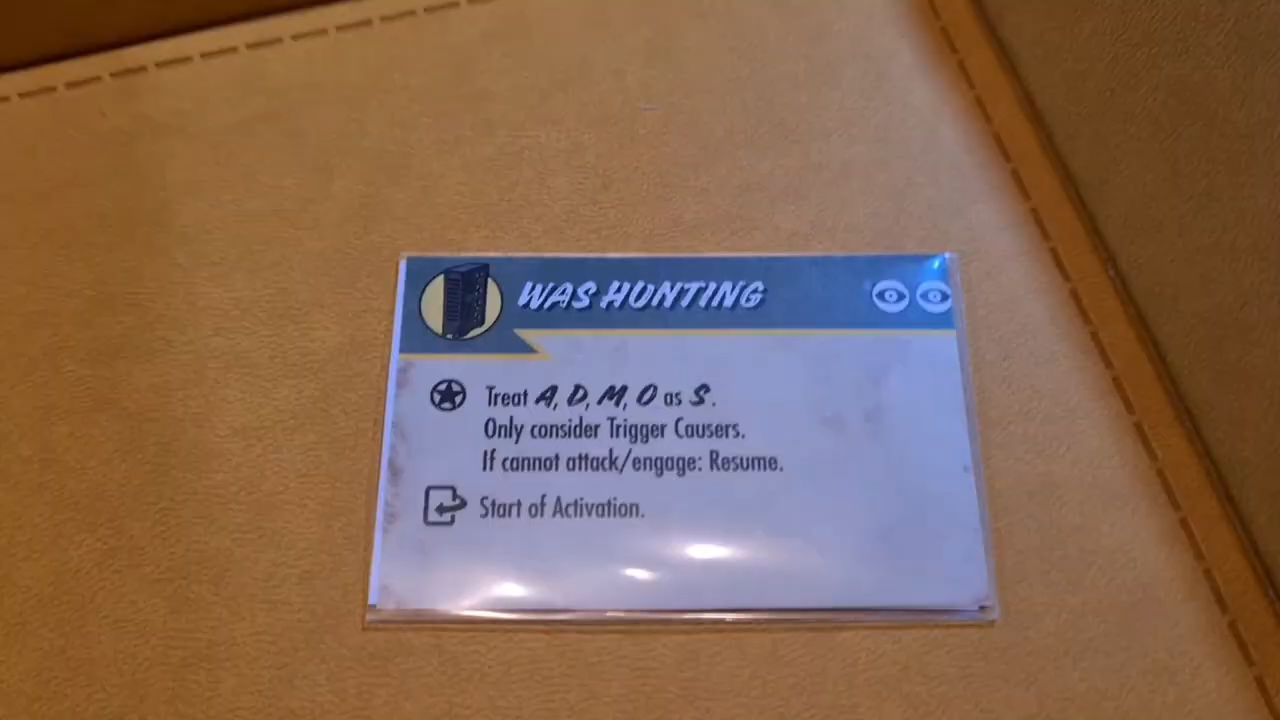 WAS HUNTING
Treat A, D, M, O as S.
Only consider Trigger Causers.
If cannot attack/engage: Resume.
Start of Activation.